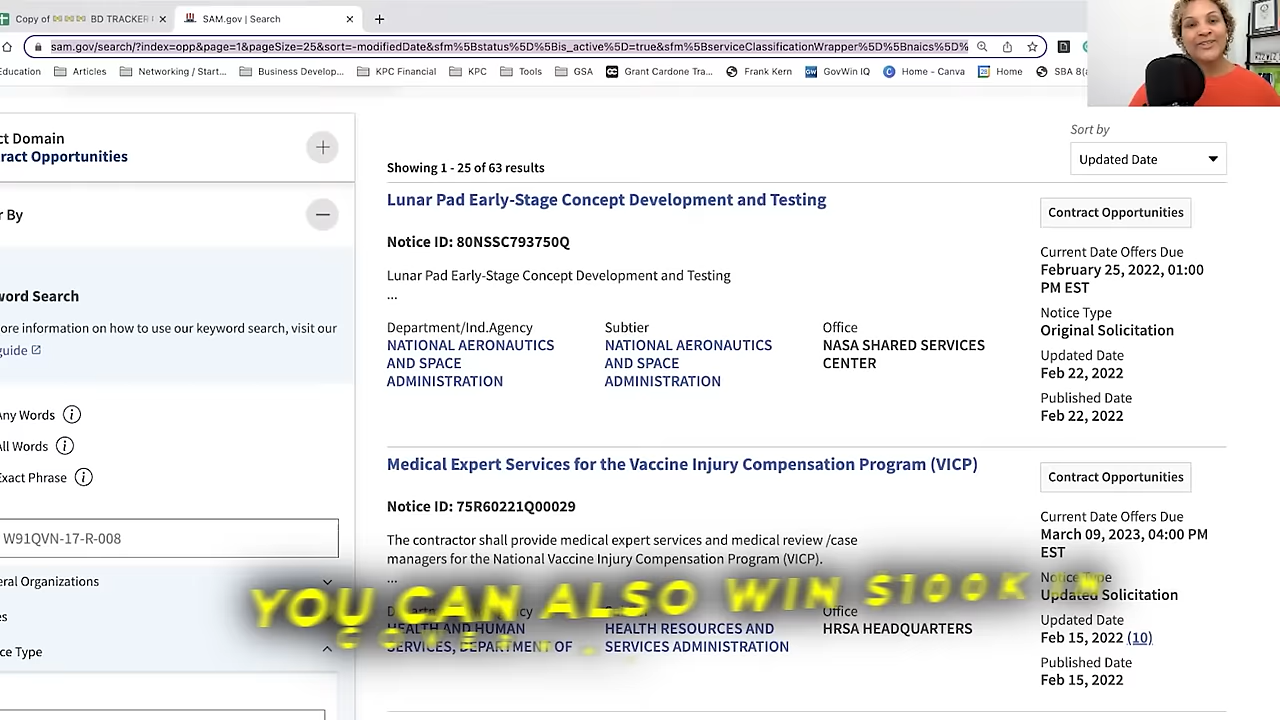 Copy of BD TRACKER
SAM.gov | Search
sam.gov/search/?index=opp&page=1&pageSize=25&sort=-modifiedDate&sfm%5Bstatus%5D%5Bis_active%5D=true&sfm%5BserviceClassificationWrapper%5D%5Bnaics%5D%
Education Articles Networking / Start... Business Develop... KPC Financial KPC Tools GSA Grant Cardone Tra... Frank Kern GovWin IQ Home - Canva Home SBA 8(a
ct Domain
ract Opportunities
r By
word Search
ore information on how to use our keyword search, visit our
guide
Any Words
All Words
Exact Phrase
W91QVN-17-R-008
eral Organizations
es
ce Type
Sort by
Updated Date
Showing 1 - 25 of 63 results
Lunar Pad Early-Stage Concept Development and Testing
Notice ID: 80NSSC793750Q
Lunar Pad Early-Stage Concept Development and Testing
...
Department/Ind.Agency
NATIONAL AERONAUTICS
AND SPACE
ADMINISTRATION
Subtier
NATIONAL AERONAUTICS
AND SPACE
ADMINISTRATION
Office
NASA SHARED SERVICES
CENTER
Contract Opportunities
Current Date Offers Due
February 25, 2022, 01:00
PM EST
Notice Type
Original Solicitation
Updated Date
Feb 22, 2022
Published Date
Feb 22, 2022
Medical Expert Services for the Vaccine Injury Compensation Program (VICP)
Notice ID: 75R60221Q00029
The contractor shall provide medical expert services and medical review /case
managers for the National Vaccine Injury Compensation Program (VICP).
...
HEALTH AND HUMAN
SERVICES, DEPARTMENT OF
HEALTH RESOURCES AND
SERVICES ADMINISTRATION
Office
HRSA HEADQUARTERS
Contract Opportunities
Current Date Offers Due
March 09, 2023, 04:00 PM
EST
Notice Type
Updated Solicitation
Updated Date
Feb 15, 2022 (10)
Published Date
Feb 15, 2022
YOU CAN ALSO WIN $100K